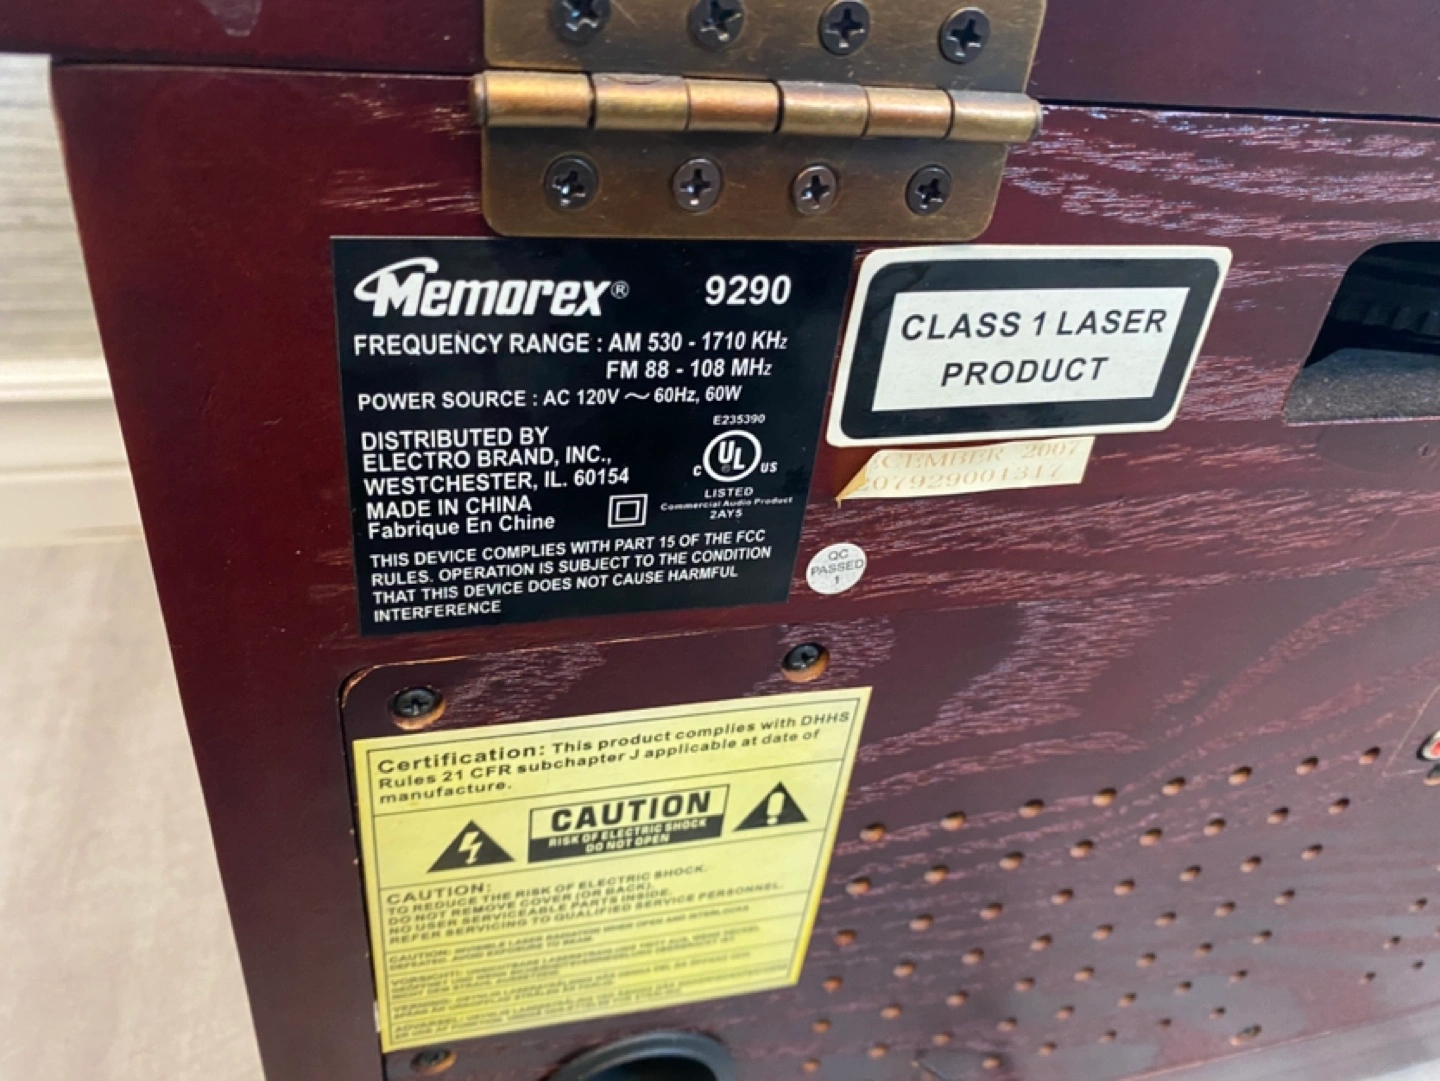 Memorex® 9290
FREQUENCY RANGE : AM 530 - 1710 KHz
FM 88 - 108 MHz
POWER SOURCE : AC 120V ～ 60Hz, 60W
E235390
DISTRIBUTED BY
ELECTRO BRAND, INC.,
WESTCHESTER, IL. 60154
MADE IN CHINA
Fabrique En Chine
C UL US
LISTED
Commercial Audio Product
2AY5
THIS DEVICE COMPLIES WITH PART 15 OF THE FCC
RULES. OPERATION IS SUBJECT TO THE CONDITION
THAT THIS DEVICE DOES NOT CAUSE HARMFUL
INTERFERENCE
CLASS 1 LASER
PRODUCT
2007
QC
PASSED
1
Certification: This product complies with DHHS
Rules 21 CFR subchapter J applicable at date of
manufacture.
CAUTION
RISK OF ELECTRIC SHOCK
DO NOT OPEN
CAUTION:
TO REDUCE THE RISK OF ELECTRIC SHOCK.
DO NOT REMOVE COVER (OR BACK).
NO USER SERVICEABLE PARTS INSIDE.
REFER SERVICING TO QUALIFIED SERVICE PERSONNEL.